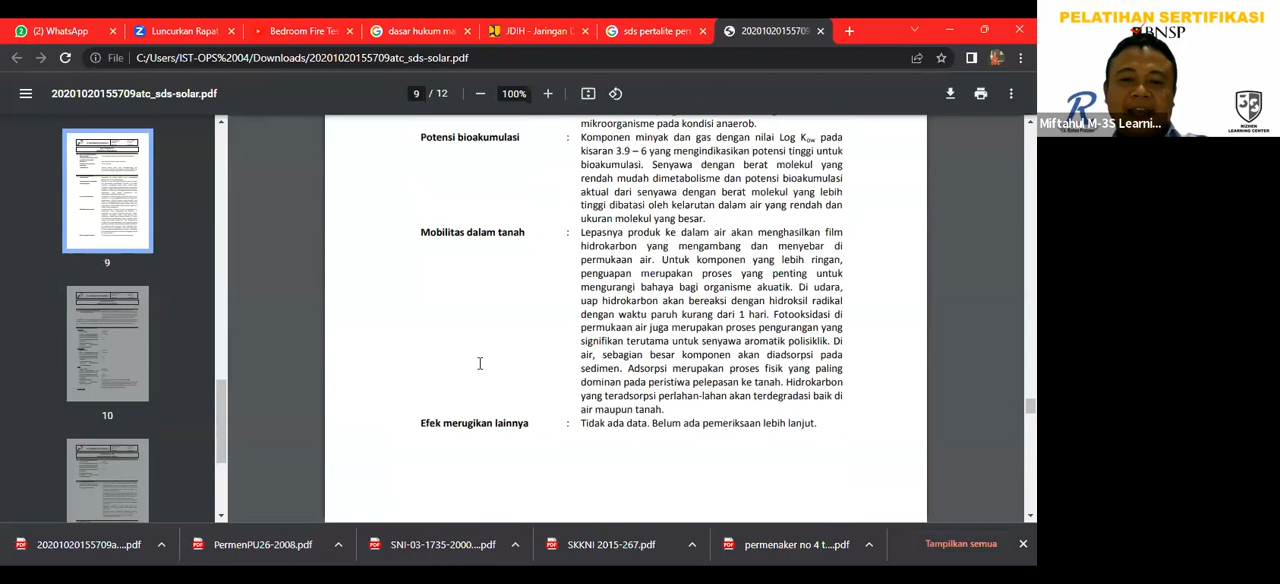 (2) WhatsApp
Luncurkan Rapat
Bedroom Fire Tes
dasar hukum ma
JDIH - Jaringan D
sds pertalite per
20201020155709
PELATIHAN SERTIFIKASI
BNSP
File C:/Users/IST-OPS%2004/Downloads/20201020155709atc_sds-solar.pdf
20201020155709atc_sds-solar.pdf
9 / 12
100%
Miftahul M-3S Learni...
RIZHEN
LEARNING CENTER
mikroorganisme pada kondisi anaerob.
Potensi bioakumulasi : Komponen minyak dan gas dengan nilai Log Kow pada
kisaran 3.9 – 6 yang mengindikasikan potensi tinggi untuk
bioakumulasi. Senyawa dengan berat molekul yang
rendah mudah dimetabolisme dan potensi bioakumulasi
aktual dari senyawa dengan berat molekul yang lebih
tinggi dibatasi oleh kelarutan dalam air yang rendah dan
ukuran molekul yang besar.
Mobilitas dalam tanah : Lepasnya produk ke dalam air akan menghasilkan film
hidrokarbon yang mengambang dan menyebar di
permukaan air. Untuk komponen yang lebih ringan,
penguapan merupakan proses yang penting untuk
mengurangi bahaya bagi organisme akuatik. Di udara,
uap hidrokarbon akan bereaksi dengan hidroksil radikal
dengan waktu paruh kurang dari 1 hari. Fotooksidasi di
permukaan air juga merupakan proses pengurangan yang
signifikan terutama untuk senyawa aromatik polisiklik. Di
air, sebagian besar komponen akan diadsorpsi pada
sedimen. Adsorpsi merupakan proses fisik yang paling
dominan pada peristiwa pelepasan ke tanah. Hidrokarbon
yang teradsorpsi perlahan-lahan akan terdegradasi baik di
air maupun tanah.
Efek merugikan lainnya : Tidak ada data. Belum ada pemeriksaan lebih lanjut.
9
10
20201020155709a....pdf
PermenPU26-2008.pdf
SNI-03-1735-2000....pdf
SKKNI 2015-267.pdf
permenaker no 4 t....pdf
Tampilkan semua